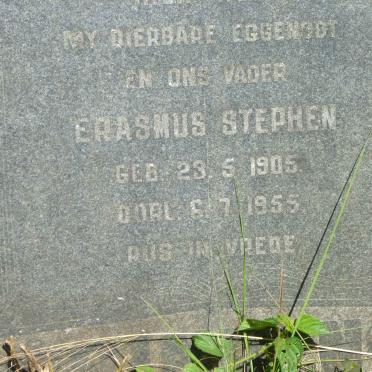 MY DIERBARE EGGENOOT
EN ONS VADER
ERASMUS STEPHEN
GEB. 23. 5. 1905.
OORL. 6. 7. 1955.
RUS IN VREDE